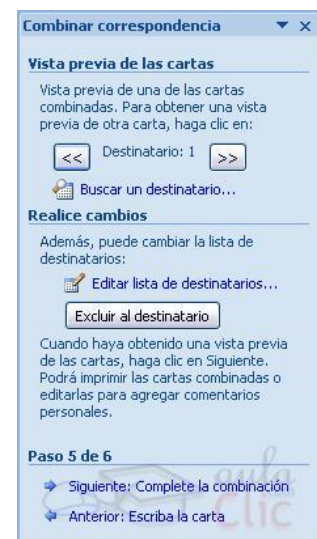 Combinar correspondencia
Vista previa de las cartas
Vista previa de una de las cartas
combinadas. Para obtener una vista
previa de otra carta, haga clic en:
<< Destinatario: 1 >>
Buscar un destinatario...
Realice cambios
Además, puede cambiar la lista de
destinatarios:
Editar lista de destinatarios...
Excluir al destinatario
Cuando haya obtenido una vista previa
de las cartas, haga clic en Siguiente.
Podrá imprimir las cartas combinadas o
editarlas para agregar comentarios
personales.
Paso 5 de 6
Siguiente: Complete la combinación
Anterior: Escriba la carta
aula
Clic